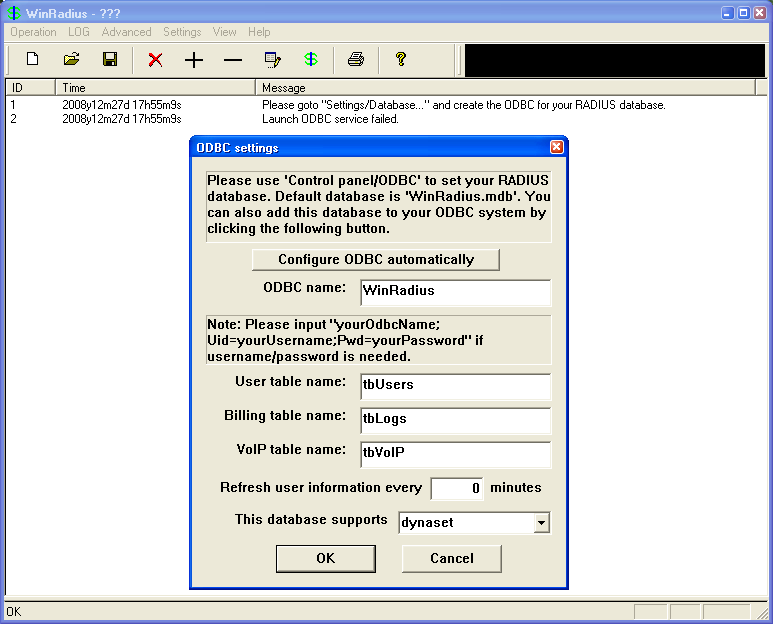 WinRadius - ???
Operation LOG Advanced Settings View Help
ID Time Message
1 2008y12m27d 17h55m9s Please goto "Settings/Database..." and create the ODBC for your RADIUS database.
2 2008y12m27d 17h55m9s Launch ODBC service failed.
ODBC settings
Please use 'Control panel/ODBC' to set your RADIUS
database. Default database is 'WinRadius.mdb'. You
can also add this database to your ODBC system by
clicking the following button.
Configure ODBC automatically
ODBC name: WinRadius
Note: Please input "yourOdbcName;
Uid=yourUsername;Pwd=yourPassword" if
username/password is needed.
User table name: tbUsers
Billing table name: tbLogs
VoIP table name: tbVoIP
Refresh user information every 0 minutes
This database supports dynaset
OK Cancel
OK